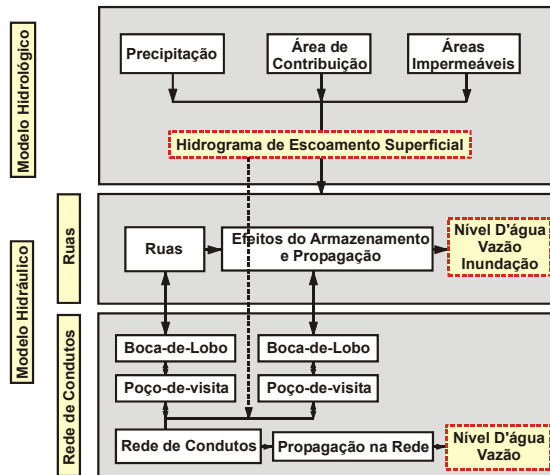 Modelo Hidrológico
Precipitação
Área de
Contribuição
Áreas
Impermeáveis
Hidrograma de Escoamento Superficial
Modelo Hidráulico
Ruas
Ruas
Efeitos do Armazenamento
e Propagação
Nível D'água
Vazão
Inundação
Rede de Condutos
Boca-de-Lobo
Boca-de-Lobo
Poço-de-visita
Poço-de-visita
Rede de Condutos
Propagação na Rede
Nível D'água
Vazão